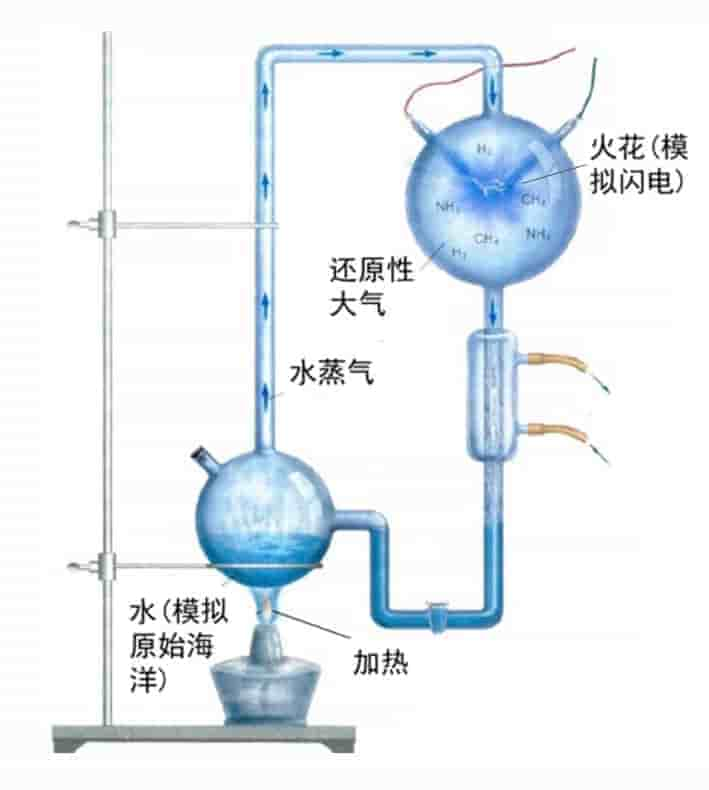 H₂
火花(模
拟闪电)
NH₃
CH₄
CH₄
NH₃
H₂
还原性
大气
水蒸气
水(模拟
原始海
洋)
加热